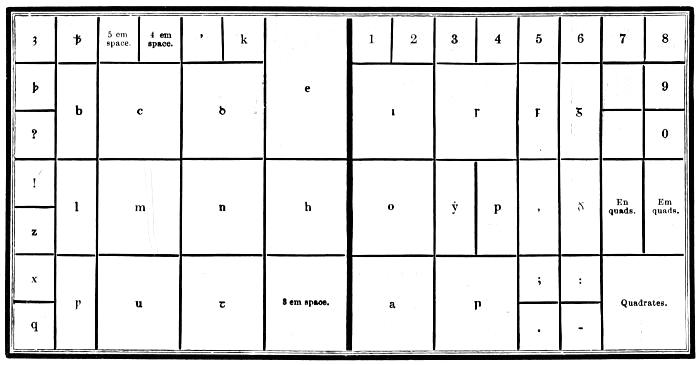 ȝ ꝥ 5 em space. 4 em space. ’ k 1 2 3 4 5 6 7 8
þ b c ꝺ e ı ꞅ ꝼ ᵹ 9
? 0
! l m n h o ẏ p , En quads. Em quads.
z
x ƿ u ꞇ 3 em space. a ꞃ ; : Quadrates.
q . -